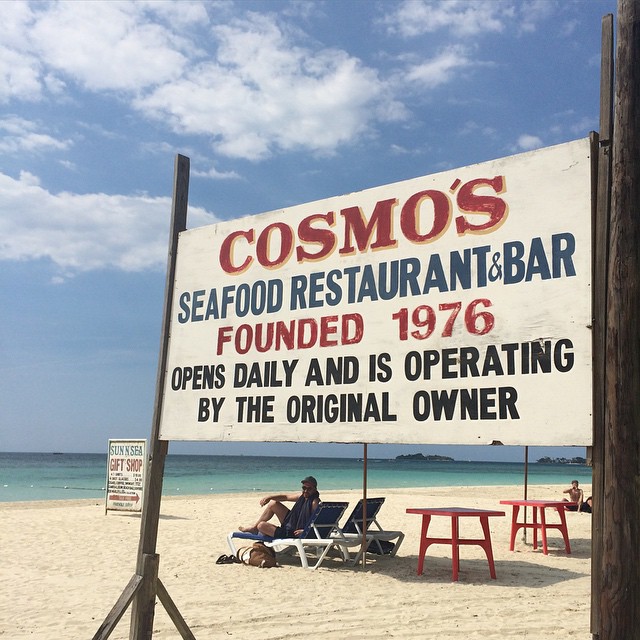 COSMO'S
SEAFOOD RESTAURANT & BAR
FOUNDED 1976
OPENS DAILY AND IS OPERATING
BY THE ORIGINAL OWNER
SUN N SEA
GIFT SHOP